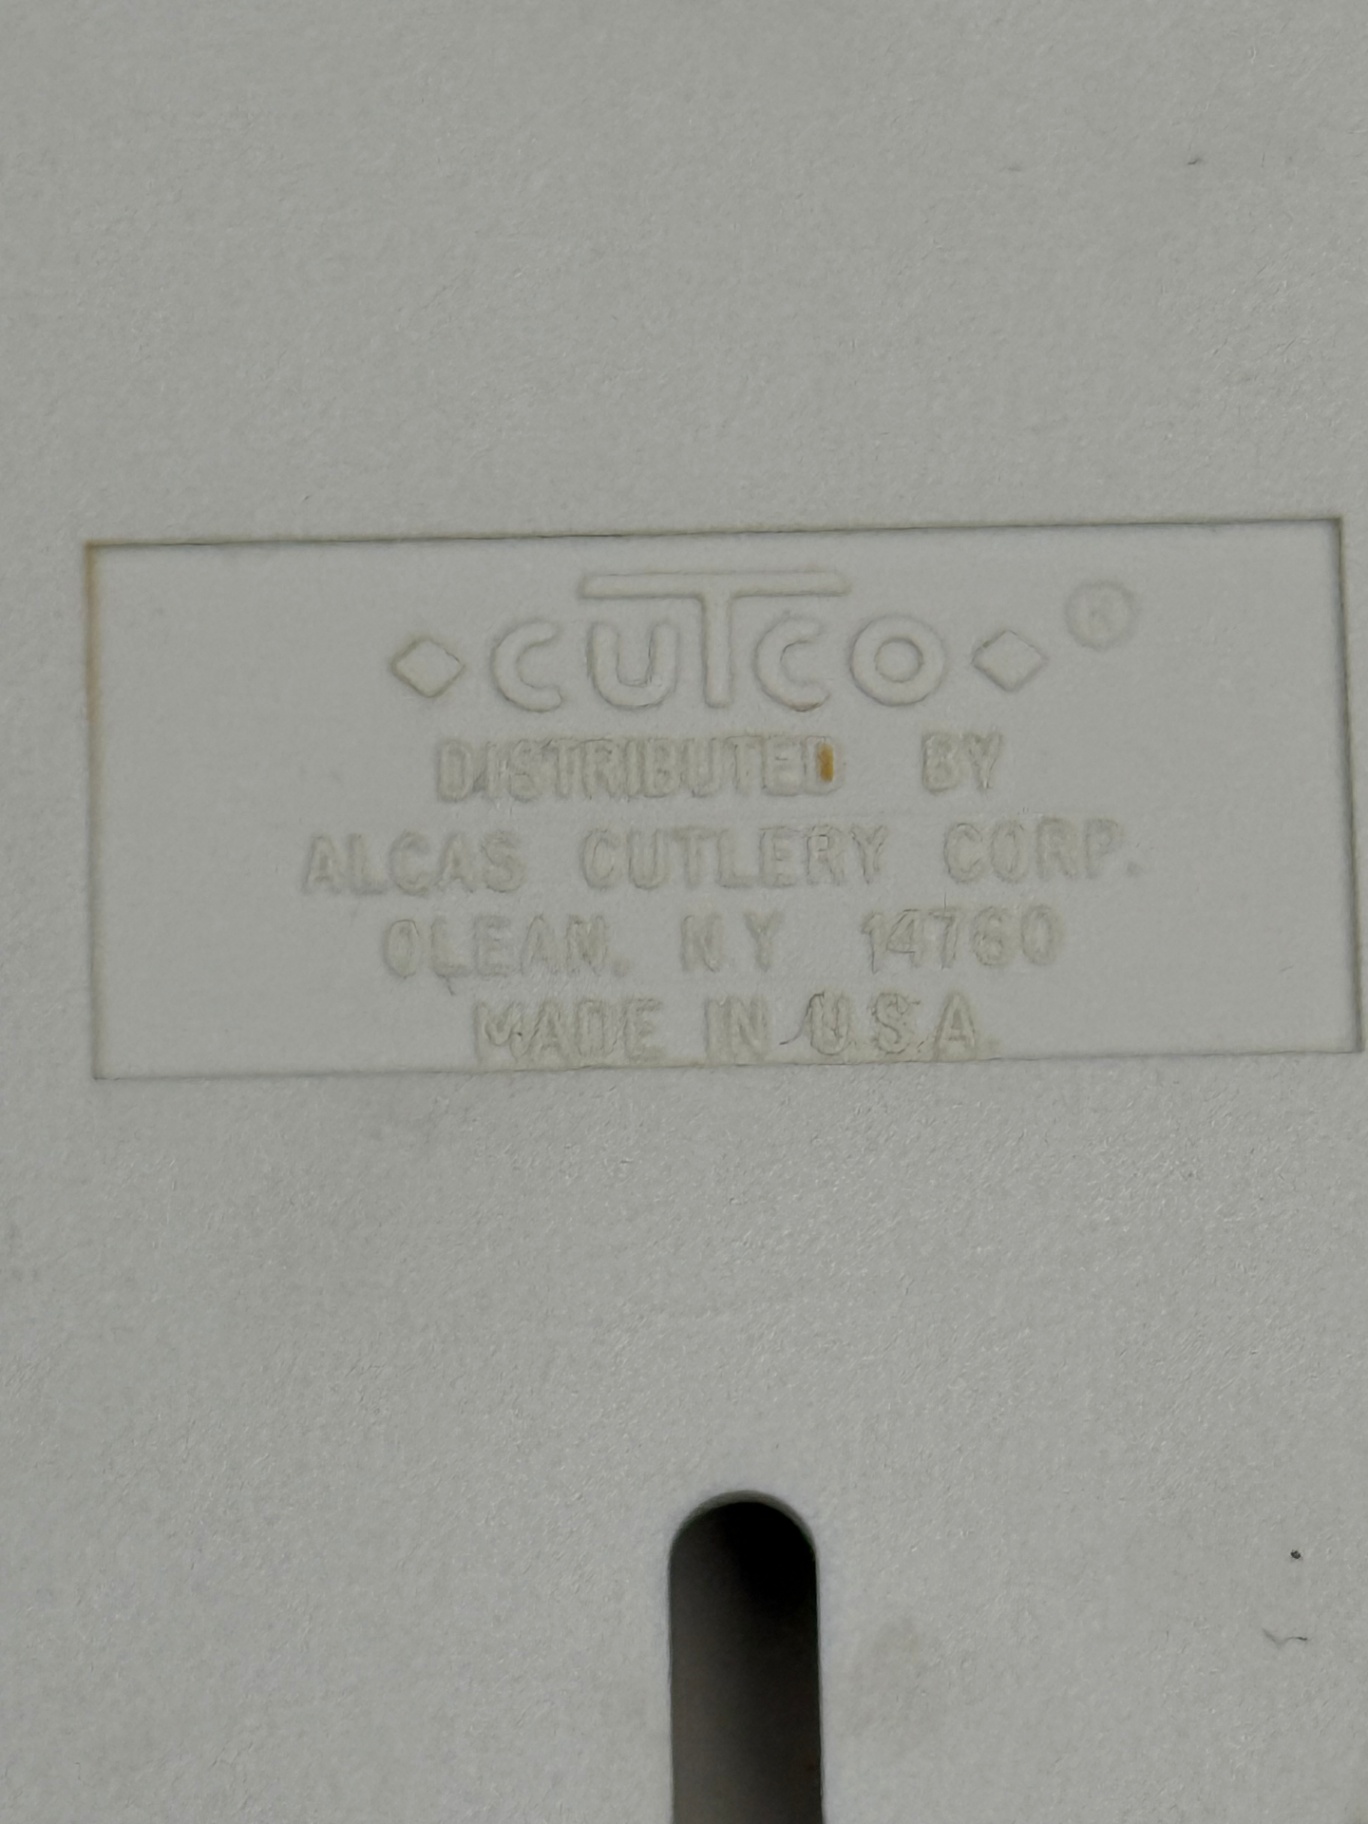 CUTCO ®
DISTRIBUTED BY
ALCAS CUTLERY CORP.
OLEAN, N.Y 14760
MADE IN U.S.A.